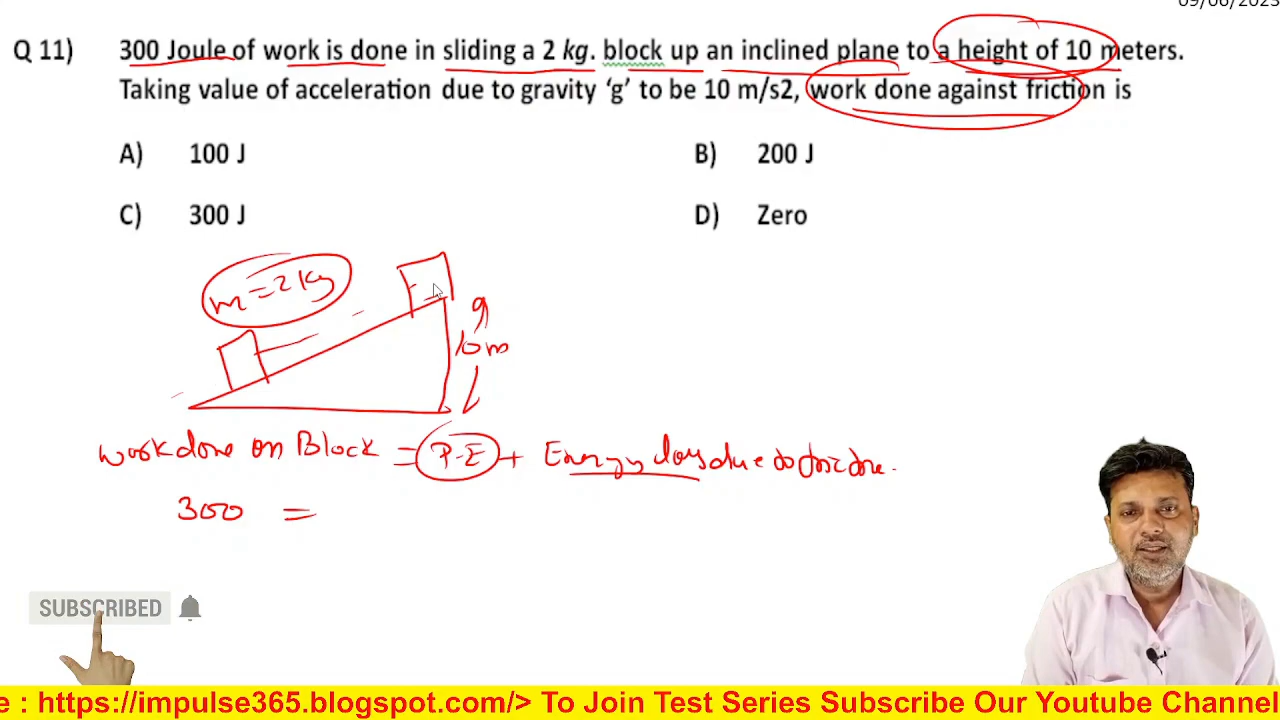 09/06/2023
Q 11) 300 Joule of work is done in sliding a 2 kg. block up an inclined plane to a height of 10 meters.
Taking value of acceleration due to gravity ‘g’ to be 10 m/s2, work done against friction is
A) 100 J B) 200 J
C) 300 J D) Zero
m = 2 kg
10 m
work done on Block = P.E + Energy loss due to
300 =
SUBSCRIBED
e : https://impulse365.blogspot.com/> To Join Test Series Subscribe Our Youtube Channel